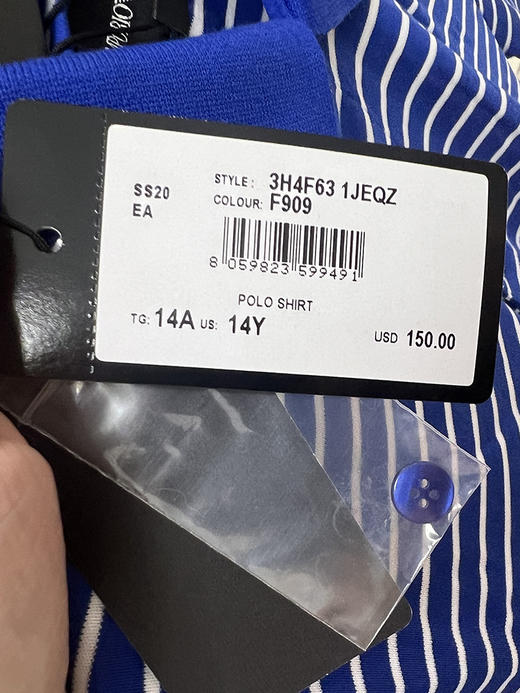 SS20
EA
STYLE: 3H4F63 1JEQZ
COLOUR: F909
8 059823 599491
POLO SHIRT
TG: 14A US: 14Y
USD 150.00